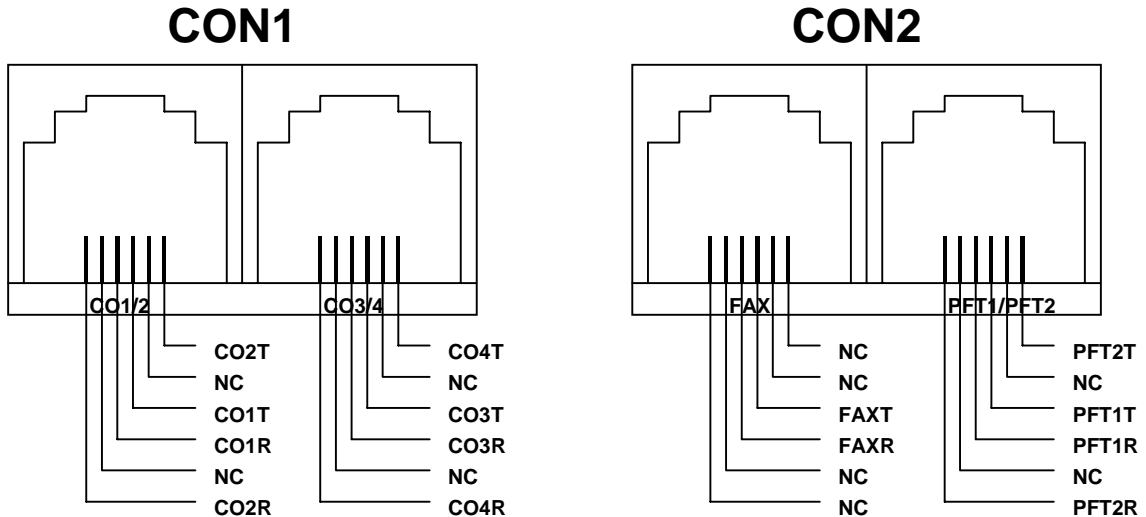 CON1
CO1/2
CO3/4
CO2T
NC
CO1T
CO1R
NC
CO2R
CO4T
NC
CO3T
CO3R
NC
CO4R
CON2
FAX
PFT1/PFT2
NC
NC
FAXT
FAXR
NC
NC
PFT2T
NC
PFT1T
PFT1R
NC
PFT2R